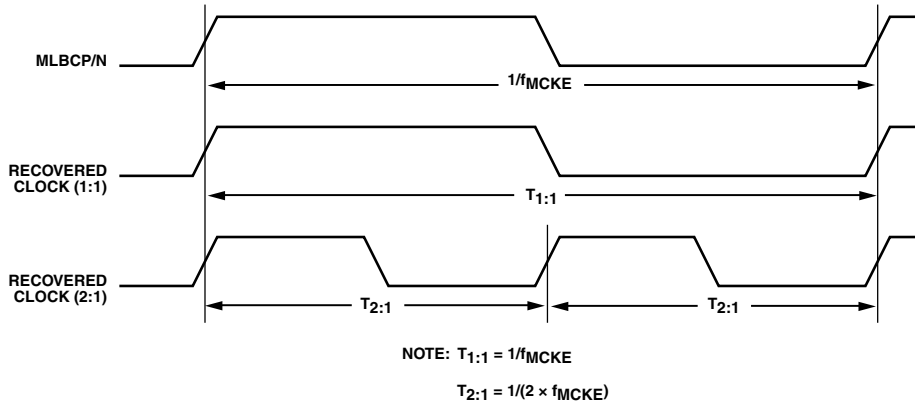 MLBCP/N
1/fMCKE
RECOVERED
CLOCK (1:1)
T1:1
RECOVERED
CLOCK (2:1)
T2:1 T2:1
NOTE: T1:1 = 1/fMCKE
T2:1 = 1/(2 × fMCKE)